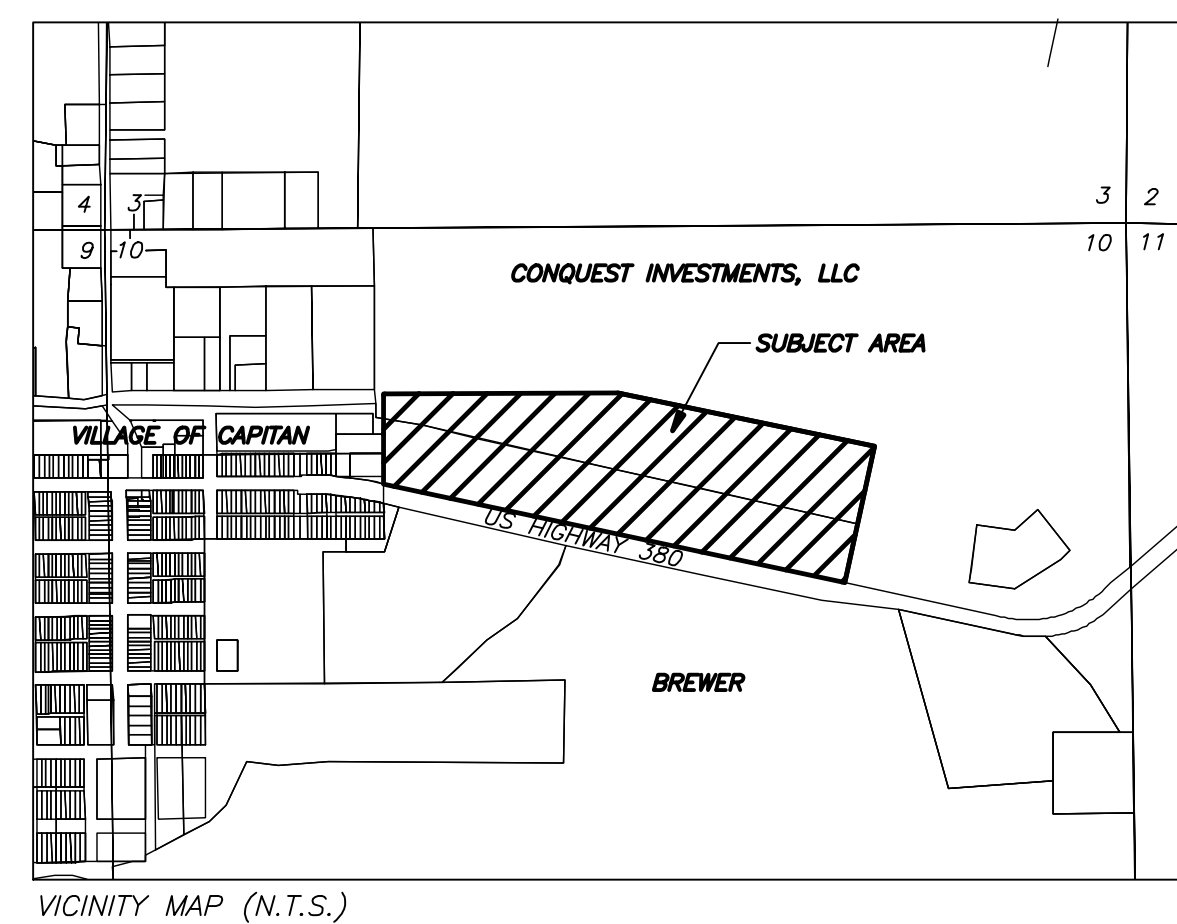 3 2
4 3
10 11
9 10
CONQUEST INVESTMENTS, LLC
SUBJECT AREA
VILLAGE OF CAPITAN
US HIGHWAY 380
BREWER
VICINITY MAP (N.T.S.)